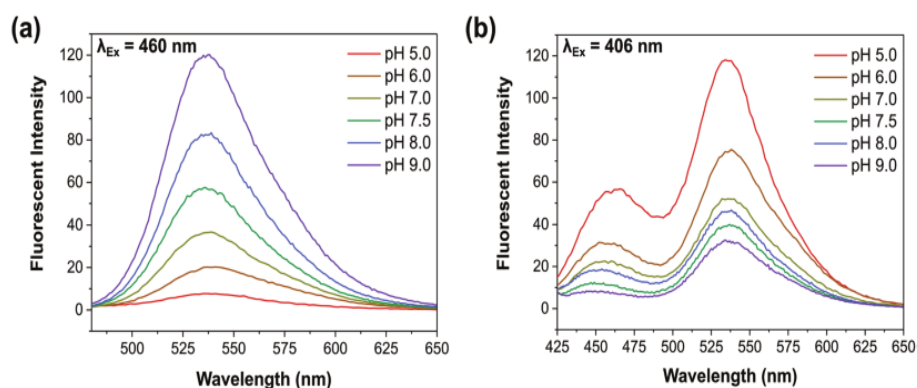 (a)
λEx = 460 nm
pH 5.0
pH 6.0
pH 7.0
pH 7.5
pH 8.0
pH 9.0
120
100
80
60
40
20
0
Fluorescent Intensity
500 525 550 575 600 625 650
Wavelength (nm)
(b)
λEx = 406 nm
pH 5.0
pH 6.0
pH 7.0
pH 7.5
pH 8.0
pH 9.0
120
100
80
60
40
20
0
Fluorescent Intensity
425 450 475 500 525 550 575 600 625 650
Wavelength (nm)